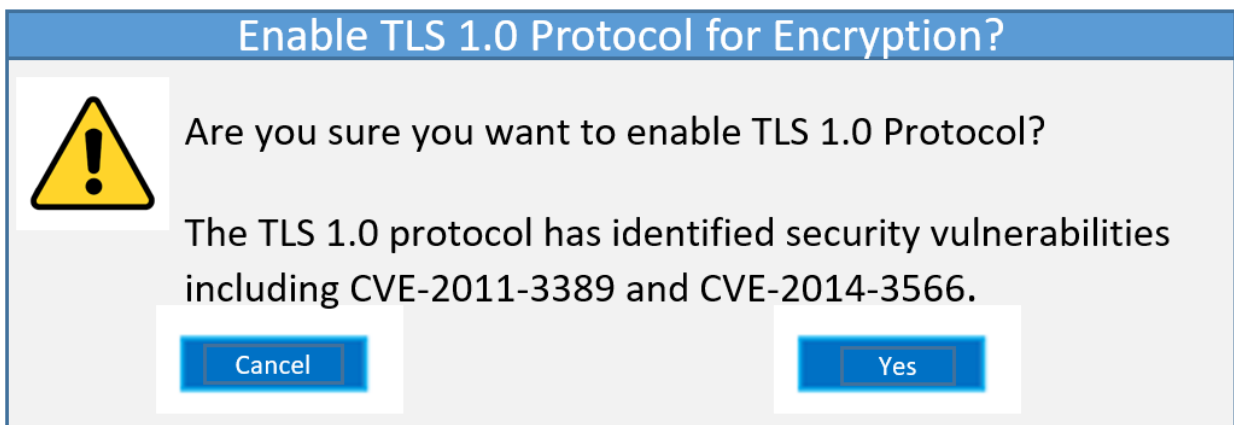 Enable TLS 1.0 Protocol for Encryption?
Are you sure you want to enable TLS 1.0 Protocol?
The TLS 1.0 protocol has identified security vulnerabilities
including CVE-2011-3389 and CVE-2014-3566.
Cancel
Yes